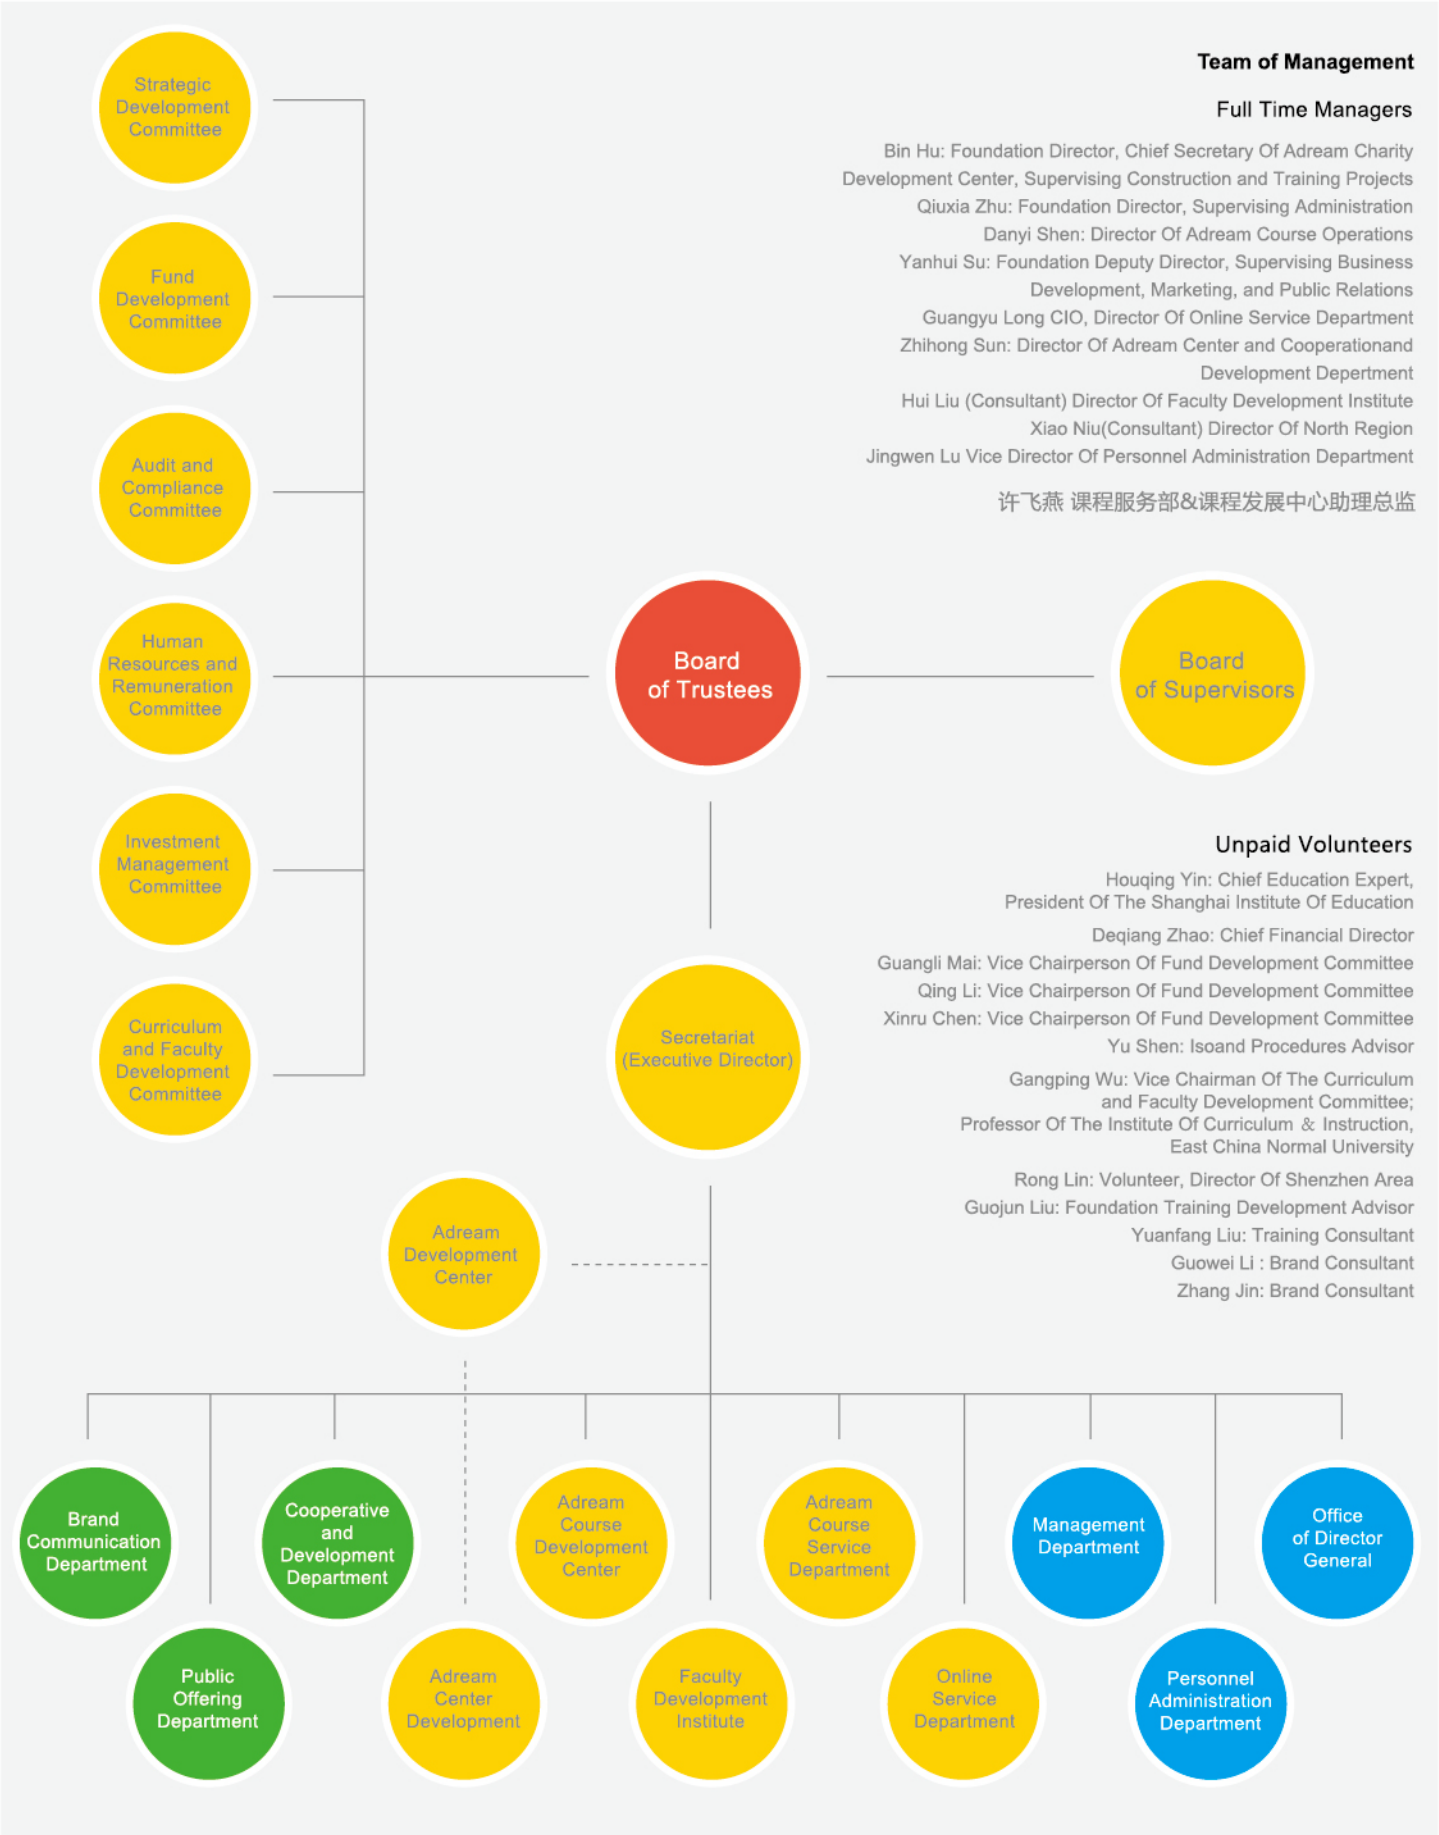 Strategic
Development
Committee
Fund
Development
Committee
Audit and
Compliance
Committee
Human
Resources and
Remuneration
Committee
Investment
Management
Committee
Curriculum
and Faculty
Development
Committee
Team of Management
Full Time Managers
Bin Hu: Foundation Director, Chief Secretary Of Adream Charity
Development Center, Supervising Construction and Training Projects
Qiuxia Zhu: Foundation Director, Supervising Administration
Danyi Shen: Director Of Adream Course Operations
Yanhui Su: Foundation Deputy Director, Supervising Business
Development, Marketing, and Public Relations
Guangyu Long CIO, Director Of Online Service Department
Zhihong Sun: Director Of Adream Center and Cooperationand
Development Depertment
Hui Liu (Consultant) Director Of Faculty Development Institute
Xiao Niu(Consultant) Director Of North Region
Jingwen Lu Vice Director Of Personnel Administration Department
许飞燕 课程服务部&课程发展中心助理总监
Board
of Trustees
Board
of Supervisors
Secretariat
(Executive Director)
Unpaid Volunteers
Houqing Yin: Chief Education Expert,
President Of The Shanghai Institute Of Education
Deqiang Zhao: Chief Financial Director
Guangli Mai: Vice Chairperson Of Fund Development Committee
Qing Li: Vice Chairperson Of Fund Development Committee
Xinru Chen: Vice Chairperson Of Fund Development Committee
Yu Shen: Isoand Procedures Advisor
Gangping Wu: Vice Chairman Of The Curriculum
and Faculty Development Committee;
Professor Of The Institute Of Curriculum & Instruction,
East China Normal University
Rong Lin: Volunteer, Director Of Shenzhen Area
Guojun Liu: Foundation Training Development Advisor
Yuanfang Liu: Training Consultant
Guowei Li : Brand Consultant
Zhang Jin: Brand Consultant
Adream
Development
Center
Brand
Communication
Department
Public
Offering
Department
Cooperative
and
Development
Department
Adream
Center
Development
Adream
Course
Development
Center
Faculty
Development
Institute
Adream
Course
Service
Department
Online
Service
Department
Management
Department
Personnel
Administration
Department
Office
of Director
General